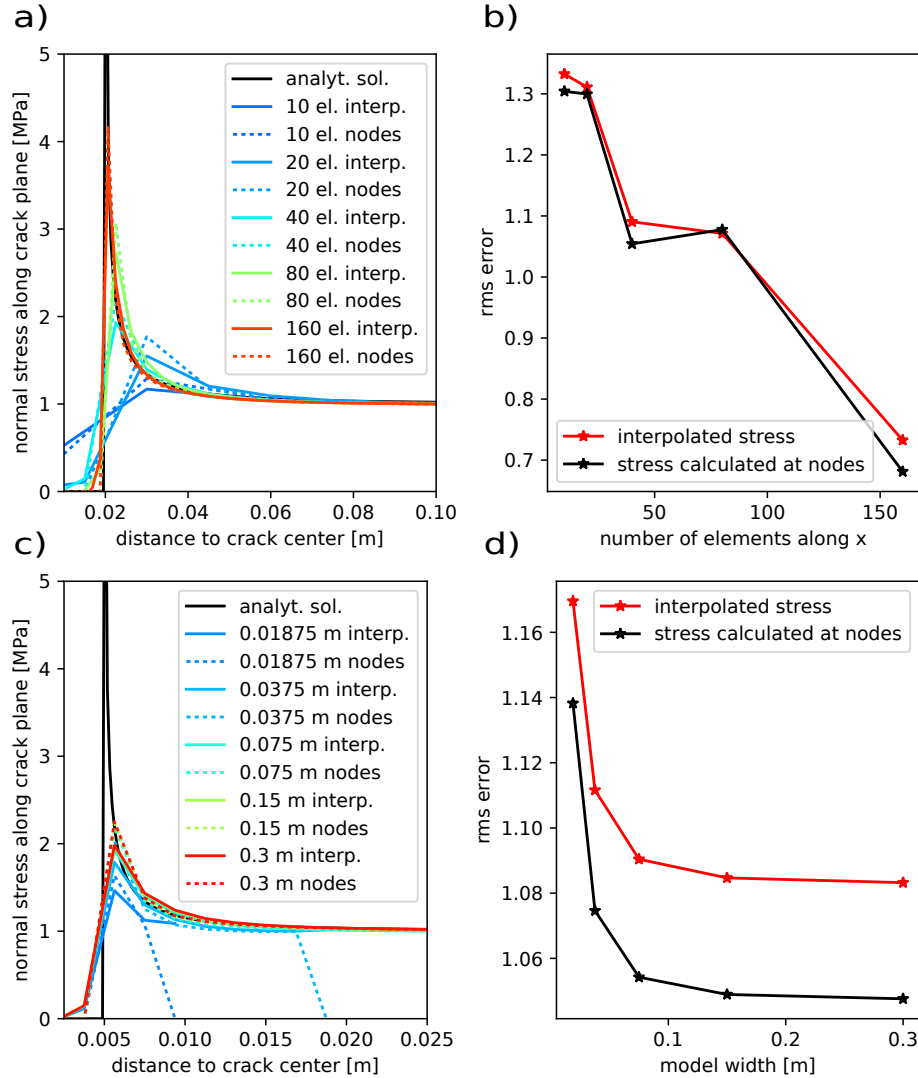 a)
5
4
3
2
1
0
normal stress along crack plane [MPa]
analyt. sol.
10 el. interp.
10 el. nodes
20 el. interp.
20 el. nodes
40 el. interp.
40 el. nodes
80 el. interp.
80 el. nodes
160 el. interp.
160 el. nodes
0.02 0.04 0.06 0.08 0.10
distance to crack center [m]
b)
1.3
1.2
1.1
1.0
0.9
0.8
0.7
rms error
interpolated stress
stress calculated at nodes
50 100 150
number of elements along x
c)
5
4
3
2
1
0
normal stress along crack plane [MPa]
analyt. sol.
0.01875 m interp.
0.01875 m nodes
0.0375 m interp.
0.0375 m nodes
0.075 m interp.
0.075 m nodes
0.15 m interp.
0.15 m nodes
0.3 m interp.
0.3 m nodes
0.005 0.010 0.015 0.020 0.025
distance to crack center [m]
d)
1.16
1.14
1.12
1.10
1.08
1.06
rms error
interpolated stress
stress calculated at nodes
0.1 0.2 0.3
model width [m]